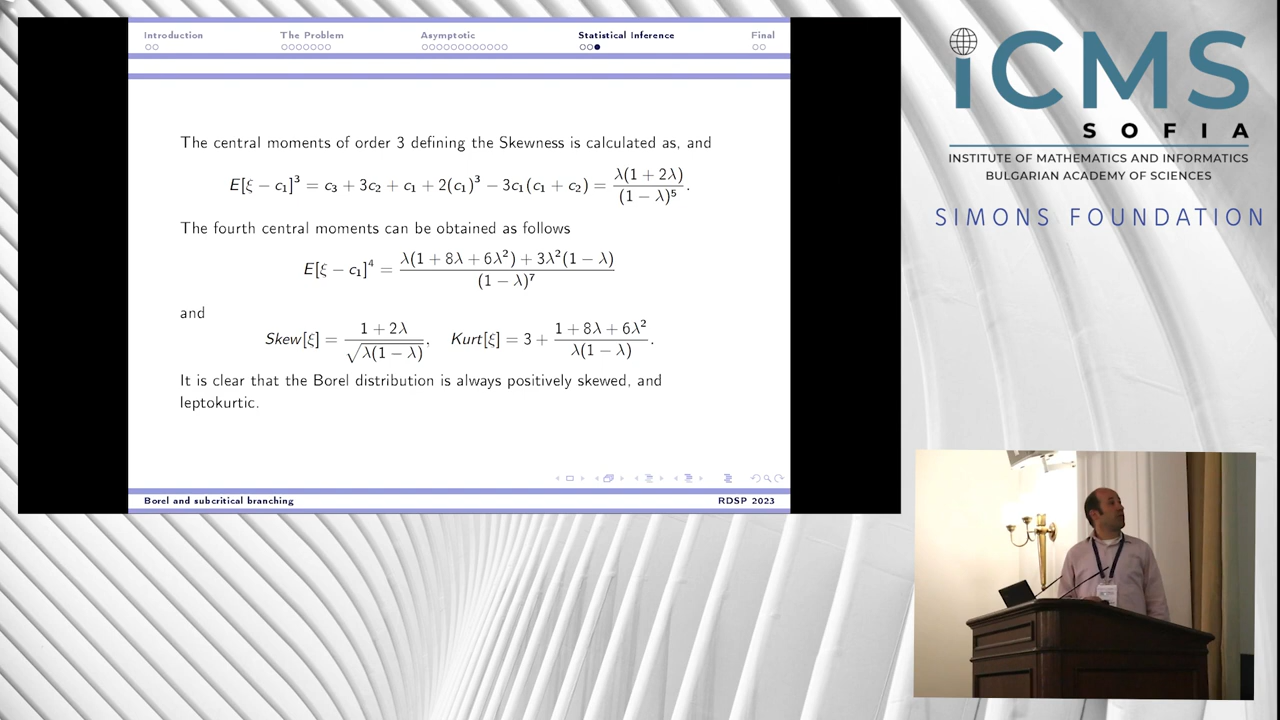 Introduction The Problem Asymptotic Statistical Inference Final
The central moments of order 3 defining the Skewness is calculated as, and
E[ξ − c₁]³ = c₃ + 3c₂ + c₁ + 2(c₁)³ − 3c₁(c₁ + c₂) = λ(1 + 2λ) / (1 − λ)⁵.
The fourth central moments can be obtained as follows
E[ξ − c₁]⁴ = λ(1 + 8λ + 6λ²) + 3λ²(1 − λ) / (1 − λ)⁷
and
Skew[ξ] = 1 + 2λ / √λ(1 − λ), Kurt[ξ] = 3 + 1 + 8λ + 6λ² / λ(1 − λ).
It is clear that the Borel distribution is always positively skewed, and
leptokurtic.
Borel and subcritical branching RDSP 2023
iCMS
SOFIA
INSTITUTE OF MATHEMATICS AND INFORMATICS
BULGARIAN ACADEMY OF SCIENCES
SIMONS FOUNDATION